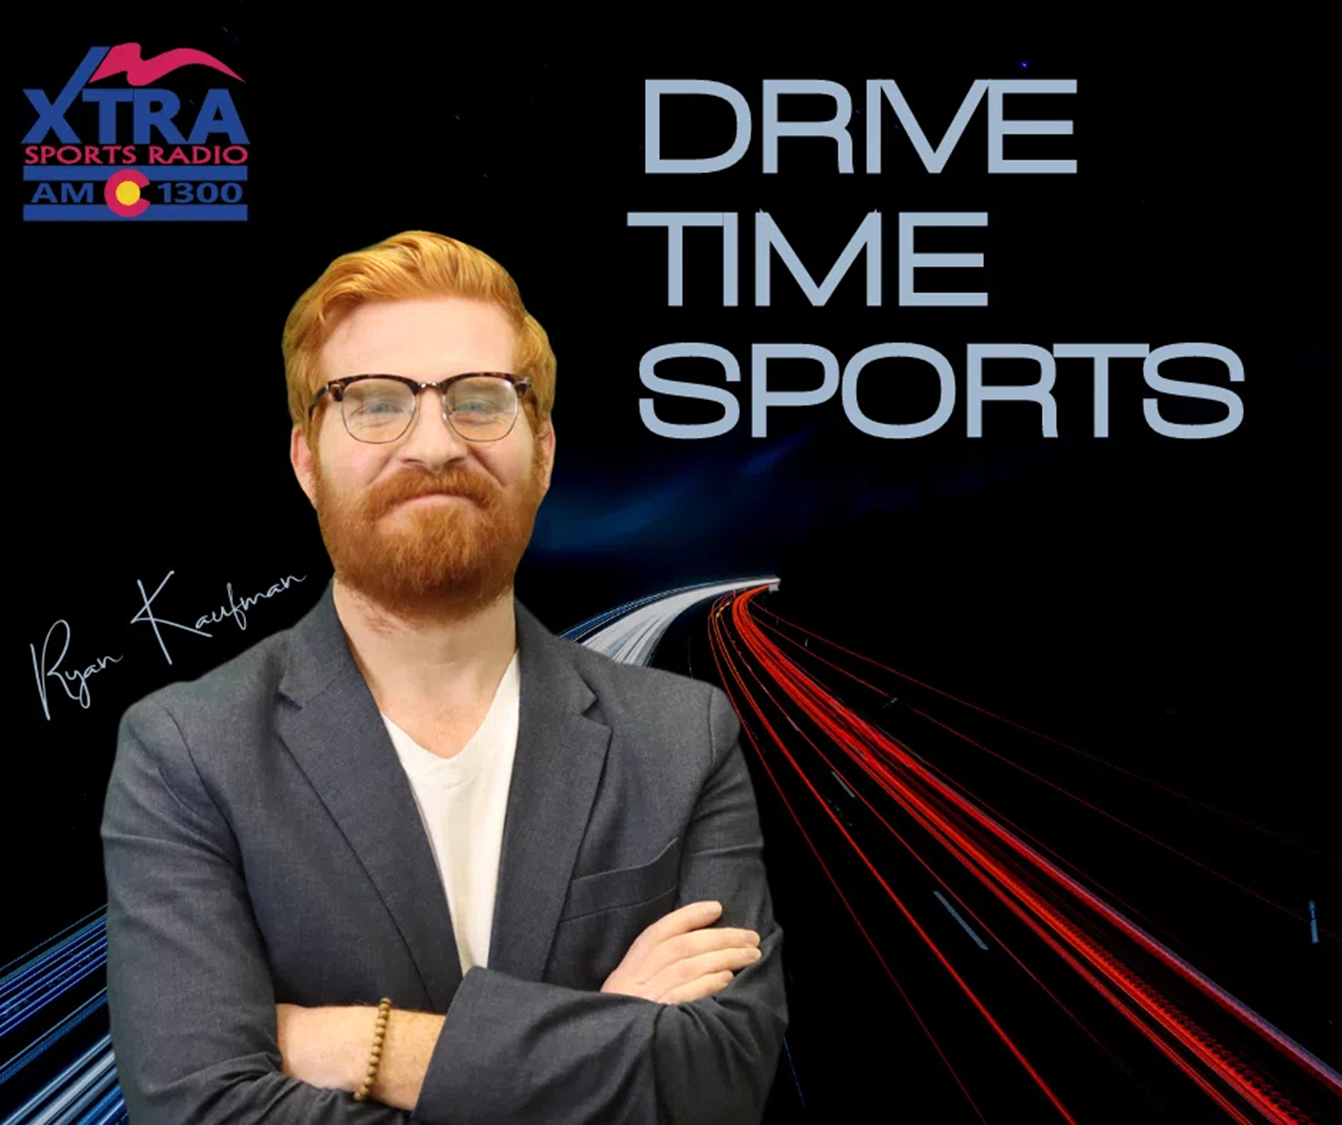 XTRA
SPORTS RADIO
AM C 1300
DRIVE
TIME
SPORTS
Ryan Kaufman